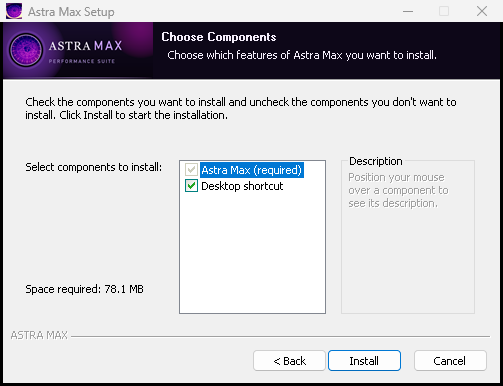 Astra Max Setup
ASTRA MAX
PERFORMANCE SUITE
Choose Components
Choose which features of Astra Max you want to install.
Check the components you want to install and uncheck the components you don't want to
install. Click Install to start the installation.
Select components to install:
Astra Max (required)
Desktop shortcut
Description
Position your mouse
over a component to
see its description.
Space required: 78.1 MB
ASTRA MAX
< Back
Install
Cancel